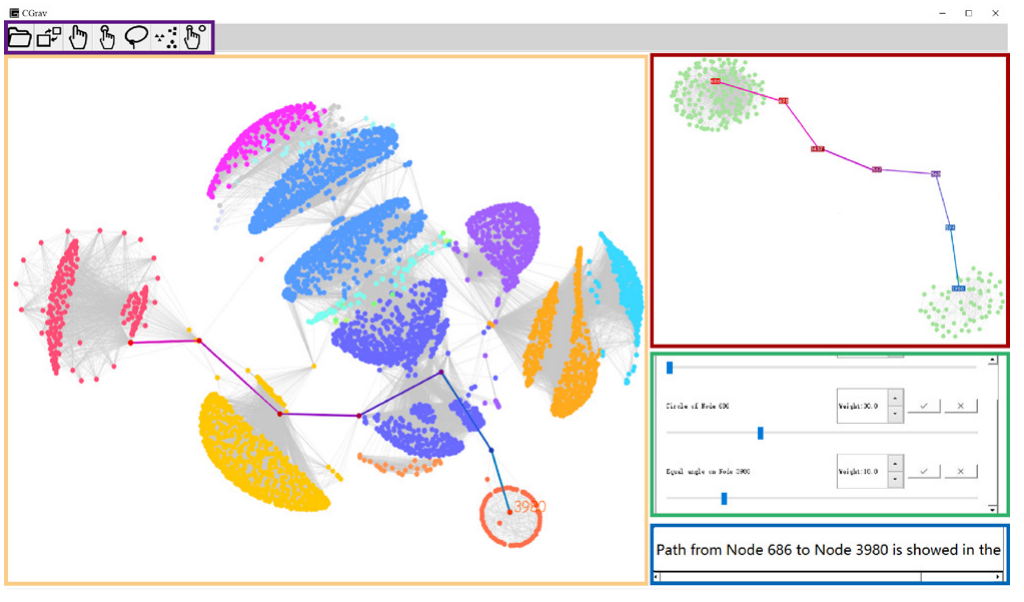 CGrav
3980
Circle of Node 686
Weight:30.0
Equal angle on Node 3980
Weight:10.0
Path from Node 686 to Node 3980 is showed in the